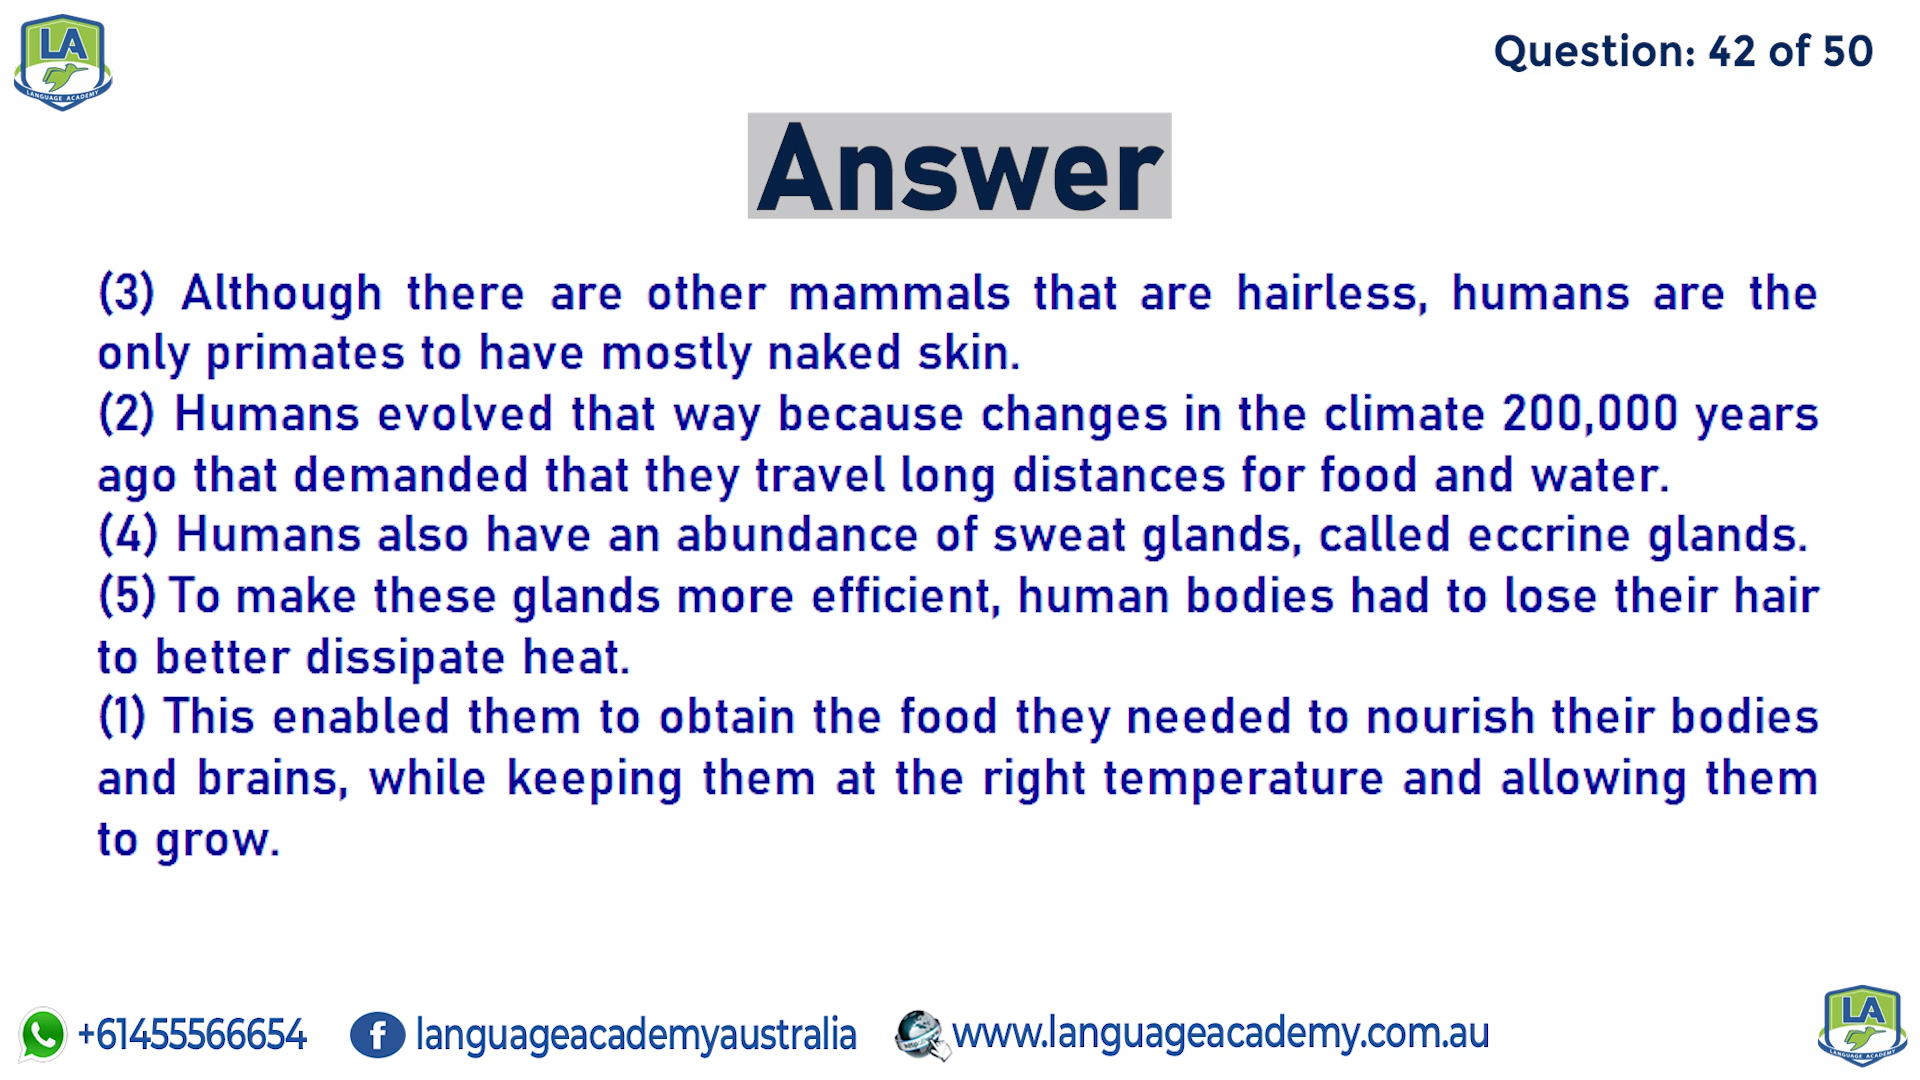 LA
LANGUAGE ACADEMY
Question: 42 of 50
Answer
(3) Although there are other mammals that are hairless, humans are the
only primates to have mostly naked skin.
(2) Humans evolved that way because changes in the climate 200,000 years
ago that demanded that they travel long distances for food and water.
(4) Humans also have an abundance of sweat glands, called eccrine glands.
(5) To make these glands more efficient, human bodies had to lose their hair
to better dissipate heat.
(1) This enabled them to obtain the food they needed to nourish their bodies
and brains, while keeping them at the right temperature and allowing them
to grow.
+61455566654 f languageacademyaustralia www.languageacademy.com.au
LA
LANGUAGE ACADEMY